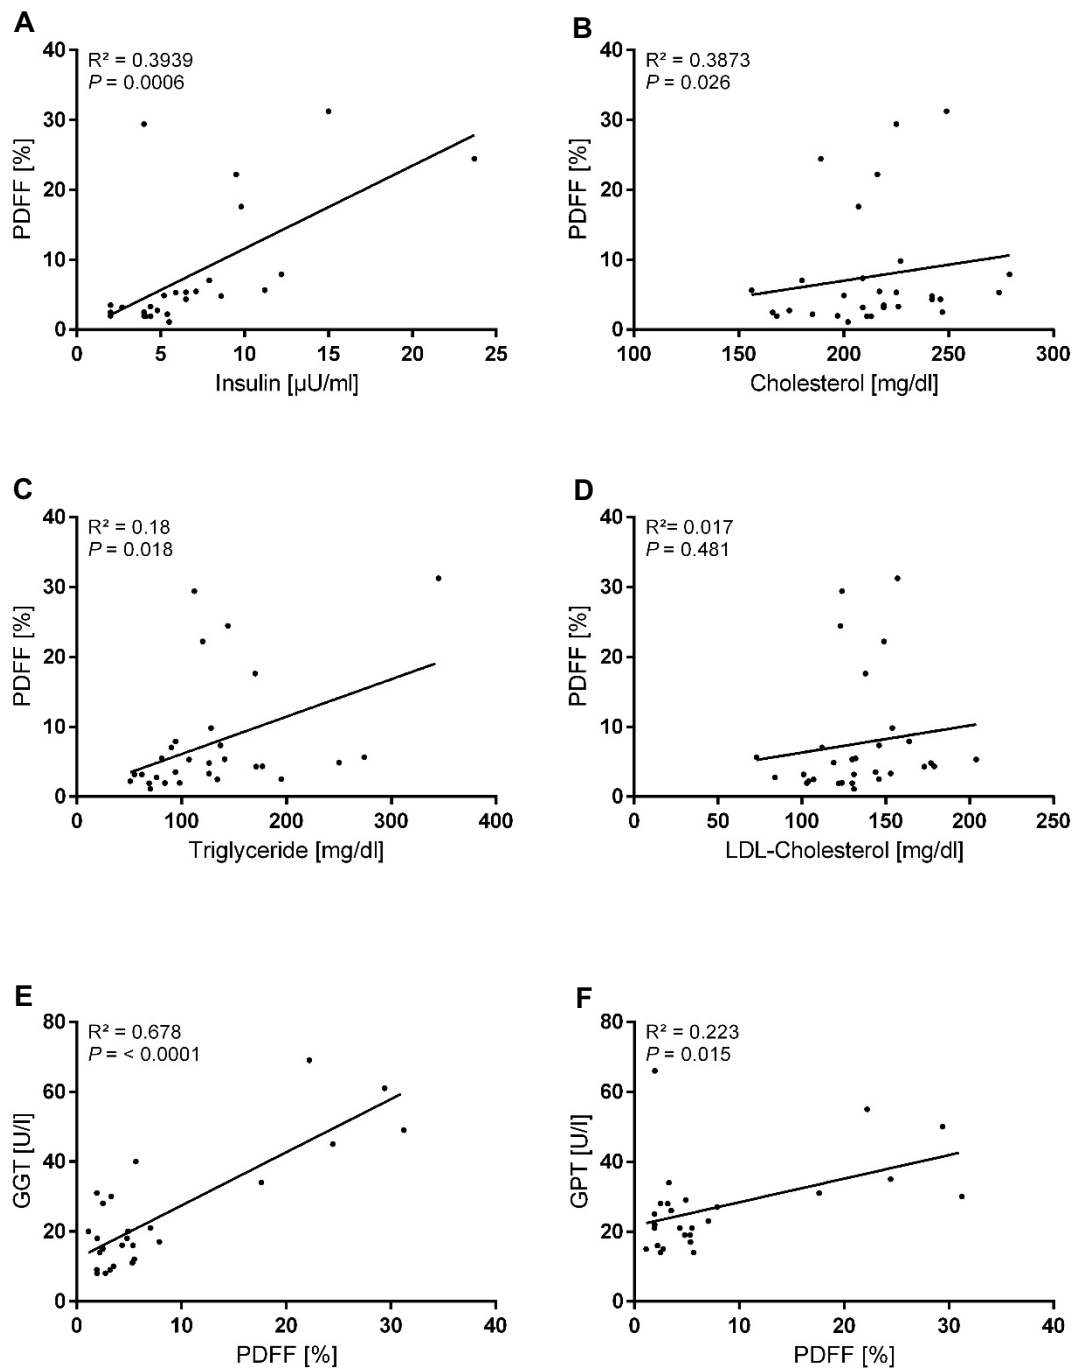 A
R² = 0.3939
P = 0.0006
PDFF [%]
40
30
20
10
0
0 5 10 15 20 25
Insulin [µU/ml]
B
R² = 0.3873
P = 0.026
PDFF [%]
40
30
20
10
0
100 150 200 250 300
Cholesterol [mg/dl]
C
R² = 0.18
P = 0.018
PDFF [%]
40
30
20
10
0
0 100 200 300 400
Triglyceride [mg/dl]
D
R²= 0.017
P = 0.481
PDFF [%]
40
30
20
10
0
0 50 100 150 200 250
LDL-Cholesterol [mg/dl]
E
R² = 0.678
P = < 0.0001
GGT [U/l]
80
60
40
20
0
0 10 20 30 40
PDFF [%]
F
R² = 0.223
P = 0.015
GPT [U/l]
80
60
40
20
0
0 10 20 30 40
PDFF [%]